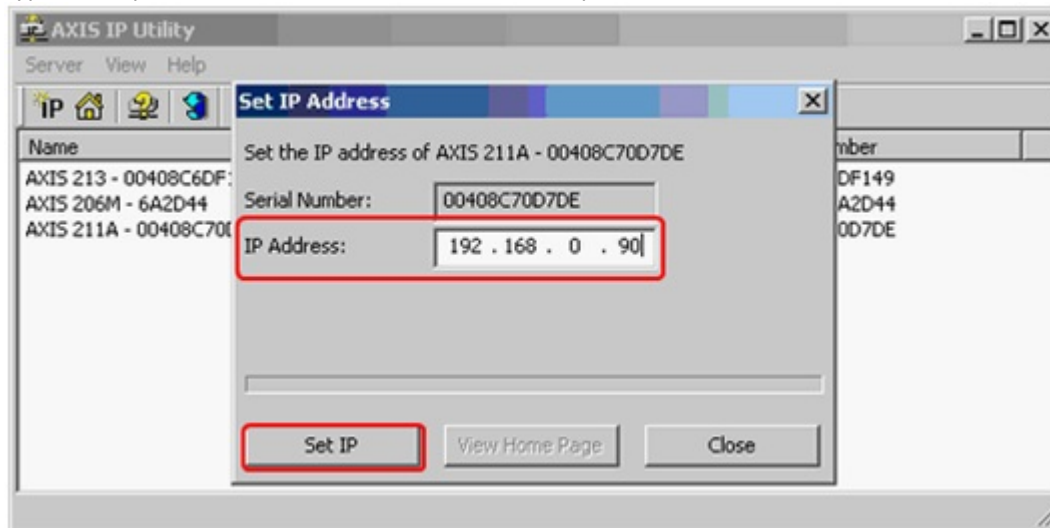 AXIS IP Utility
Server View Help
IP
Set IP Address
Name
mber
Set the IP address of AXIS 211A - 00408C70D7DE
AXIS 213 - 00408C6DF
DF149
AXIS 206M - 6A2D44
Serial Number: 00408C70D7DE
A2D44
AXIS 211A - 00408C70
0D7DE
IP Address: 192 . 168 . 0 . 90
Set IP
View Home Page
Close